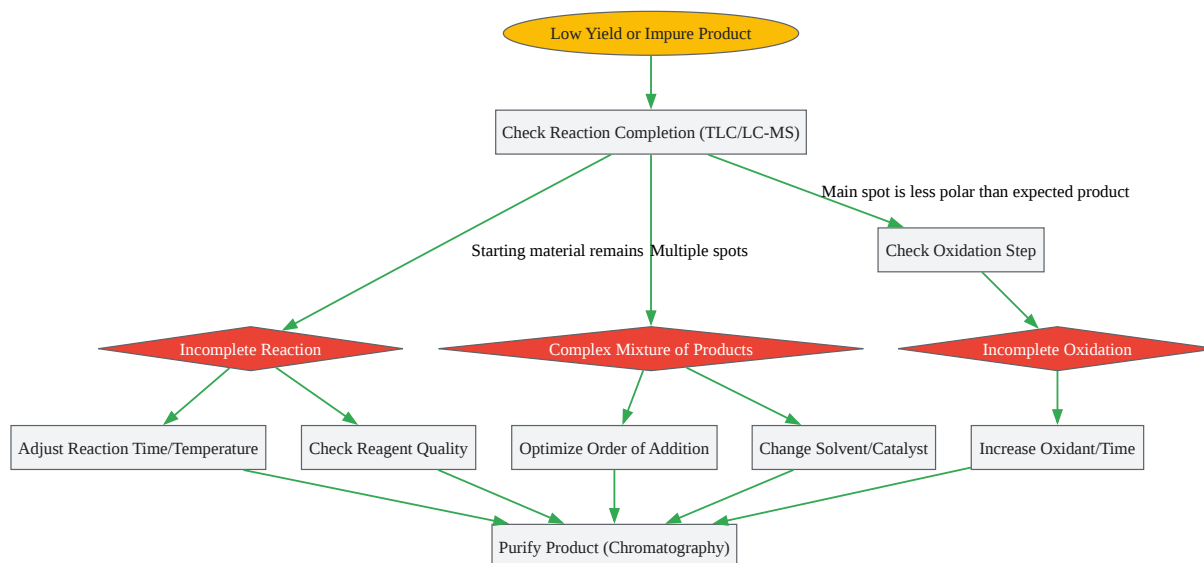 Low Yield or Impure Product
Check Reaction Completion (TLC/LC-MS)
Main spot is less polar than expected product
Starting material remains
Multiple spots
Check Oxidation Step
Incomplete Reaction
Complex Mixture of Products
Incomplete Oxidation
Adjust Reaction Time/Temperature
Check Reagent Quality
Optimize Order of Addition
Change Solvent/Catalyst
Increase Oxidant/Time
Purify Product (Chromatography)